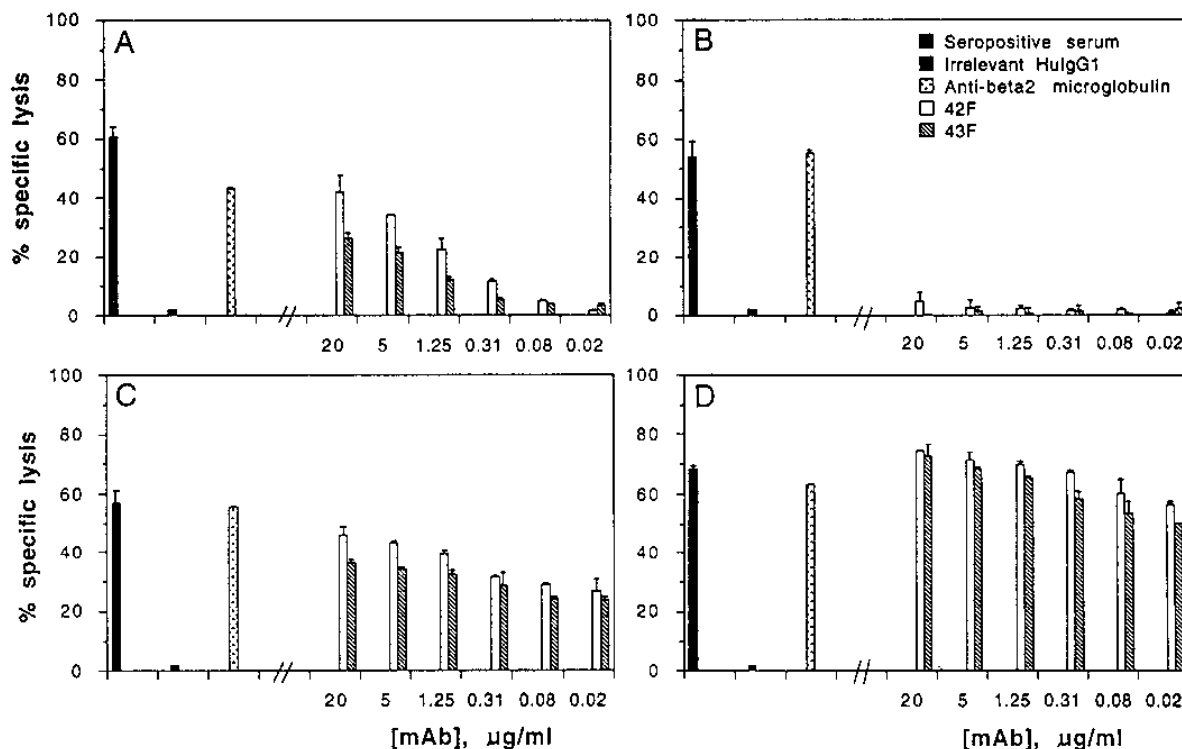 A
B
100
80
60
40
20
0
% specific lysis
20 5 1.25 0.31 0.08 0.02
100
80
60
40
20
0
% specific lysis
Seropositive serum
Irrelevant HuIgG1
Anti-beta2 microglobulin
42F
43F
20 5 1.25 0.31 0.08 0.02
C
D
100
80
60
40
20
0
% specific lysis
20 5 1.25 0.31 0.08 0.02
[mAb], µg/ml
100
80
60
40
20
0
% specific lysis
20 5 1.25 0.31 0.08 0.02
[mAb], µg/ml